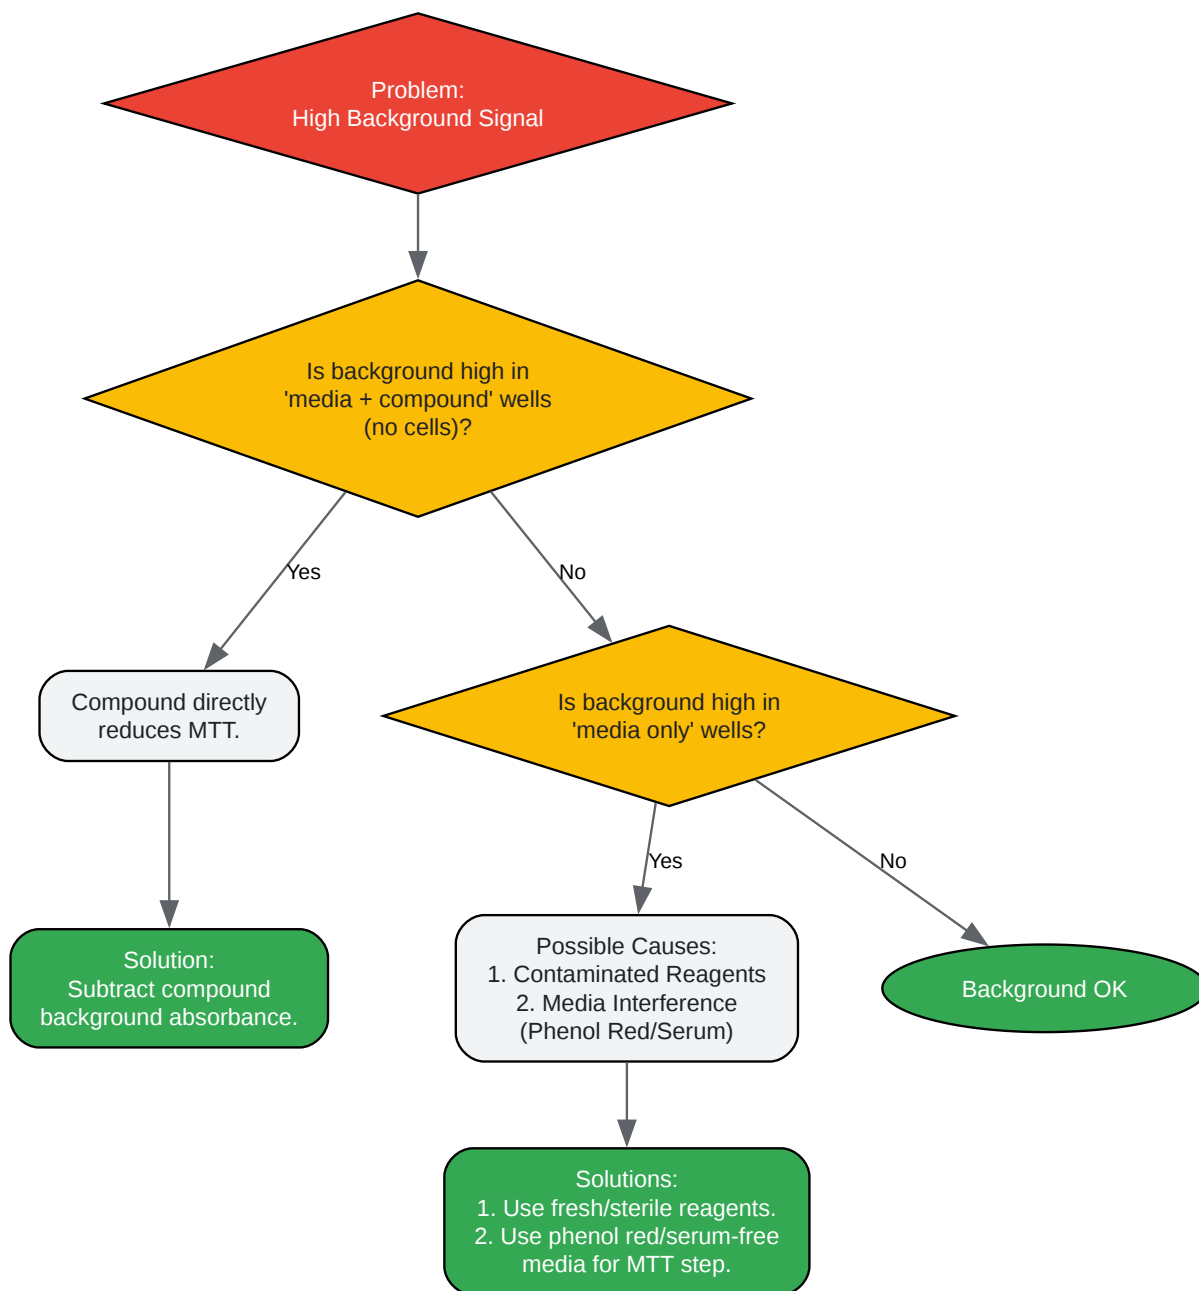 Problem:
High Background Signal
Is background high in
'media + compound' wells
(no cells)?
Yes
No
Compound directly
reduces MTT.
Is background high in
'media only' wells?
Yes
No
Solution:
Subtract compound
background absorbance.
Possible Causes:
1. Contaminated Reagents
2. Media Interference
(Phenol Red/Serum)
Background OK
Solutions:
1. Use fresh/sterile reagents.
2. Use phenol red/serum-free
media for MTT step.